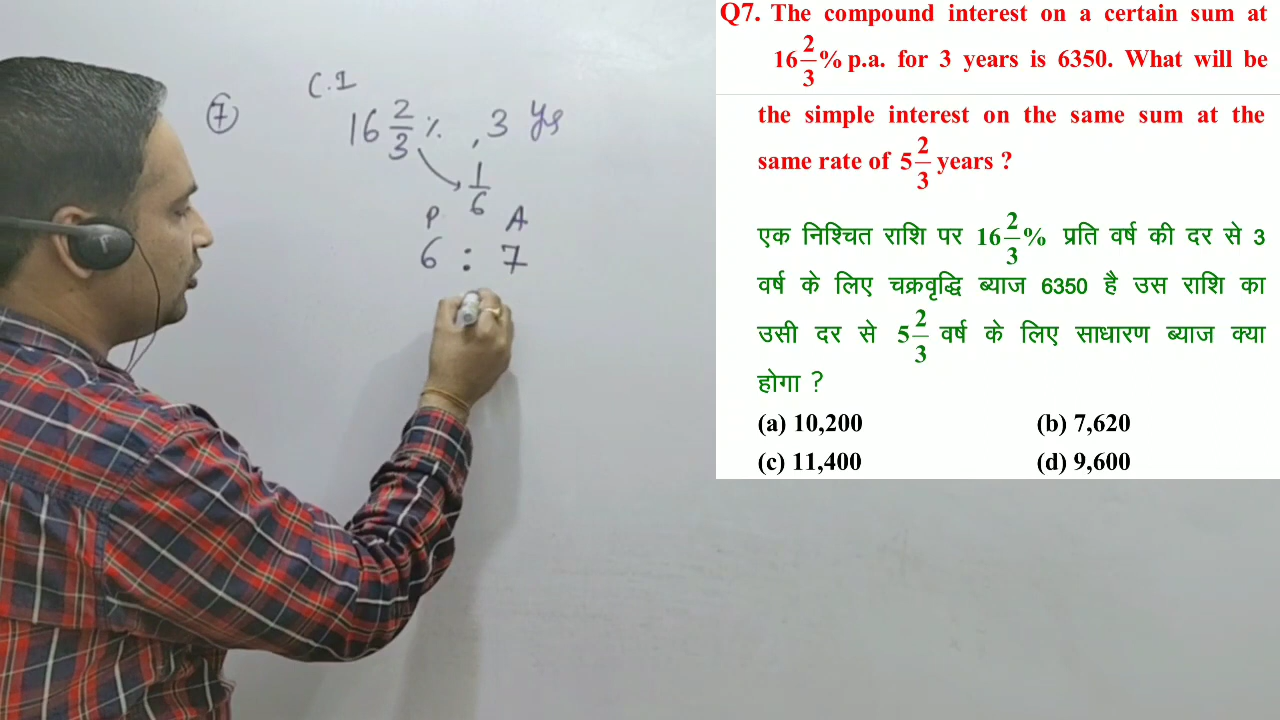 7
C.I
16 2/3 %, 3 Ys
1/6
P A
6 : 7
Q7. The compound interest on a certain sum at
16 2/3 % p.a. for 3 years is 6350. What will be
the simple interest on the same sum at the
same rate of 5 2/3 years ?
एक निश्चित राशि पर 16 2/3 % प्रति वर्ष की दर से 3
वर्ष के लिए चक्रवृद्धि ब्याज 6350 है उस राशि का
उसी दर से 5 2/3 वर्ष के लिए साधारण ब्याज क्या
होगा ?
(a) 10,200 (b) 7,620
(c) 11,400 (d) 9,600